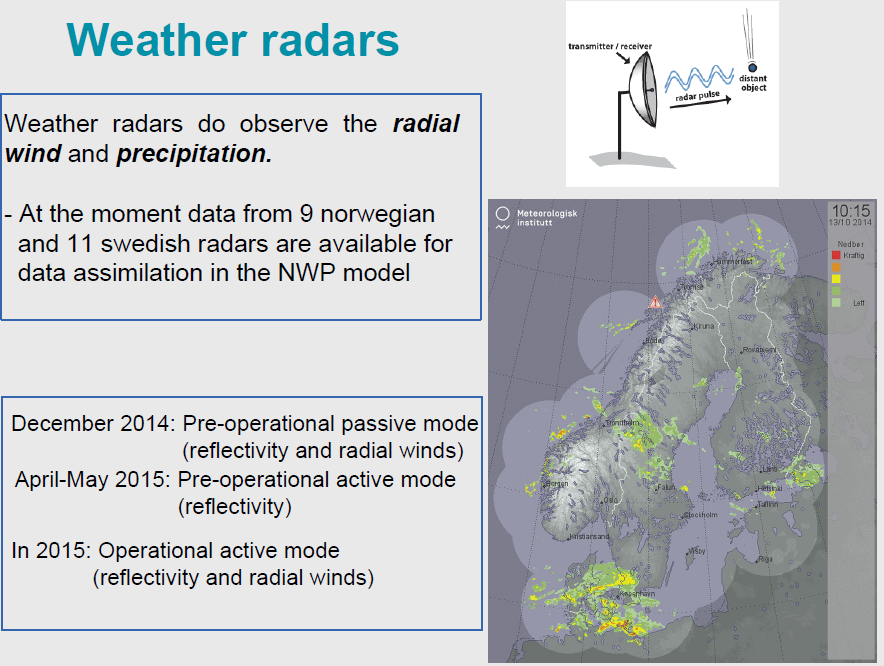 Weather radars
transmitter / receiver
distant
object
radar pulse
Weather radars do observe the radial
wind and precipitation.
- At the moment data from 9 norwegian
and 11 swedish radars are available for
data assimilation in the NWP model
December 2014: Pre-operational passive mode
(reflectivity and radial winds)
April-May 2015: Pre-operational active mode
(reflectivity)
In 2015: Operational active mode
(reflectivity and radial winds)
Meteorologisk
institutt
10:15
13/10 2014
Nedbør
Kraftig
Lett
Hammerfest
Tromsø
Kiruna
Bodø
Rovaniemi
Trondheim
Lahti
Helsinki
Tallinn
Bergen
Falun
Oslo
Stockholm
Kristiansand
Visby
Riga
København